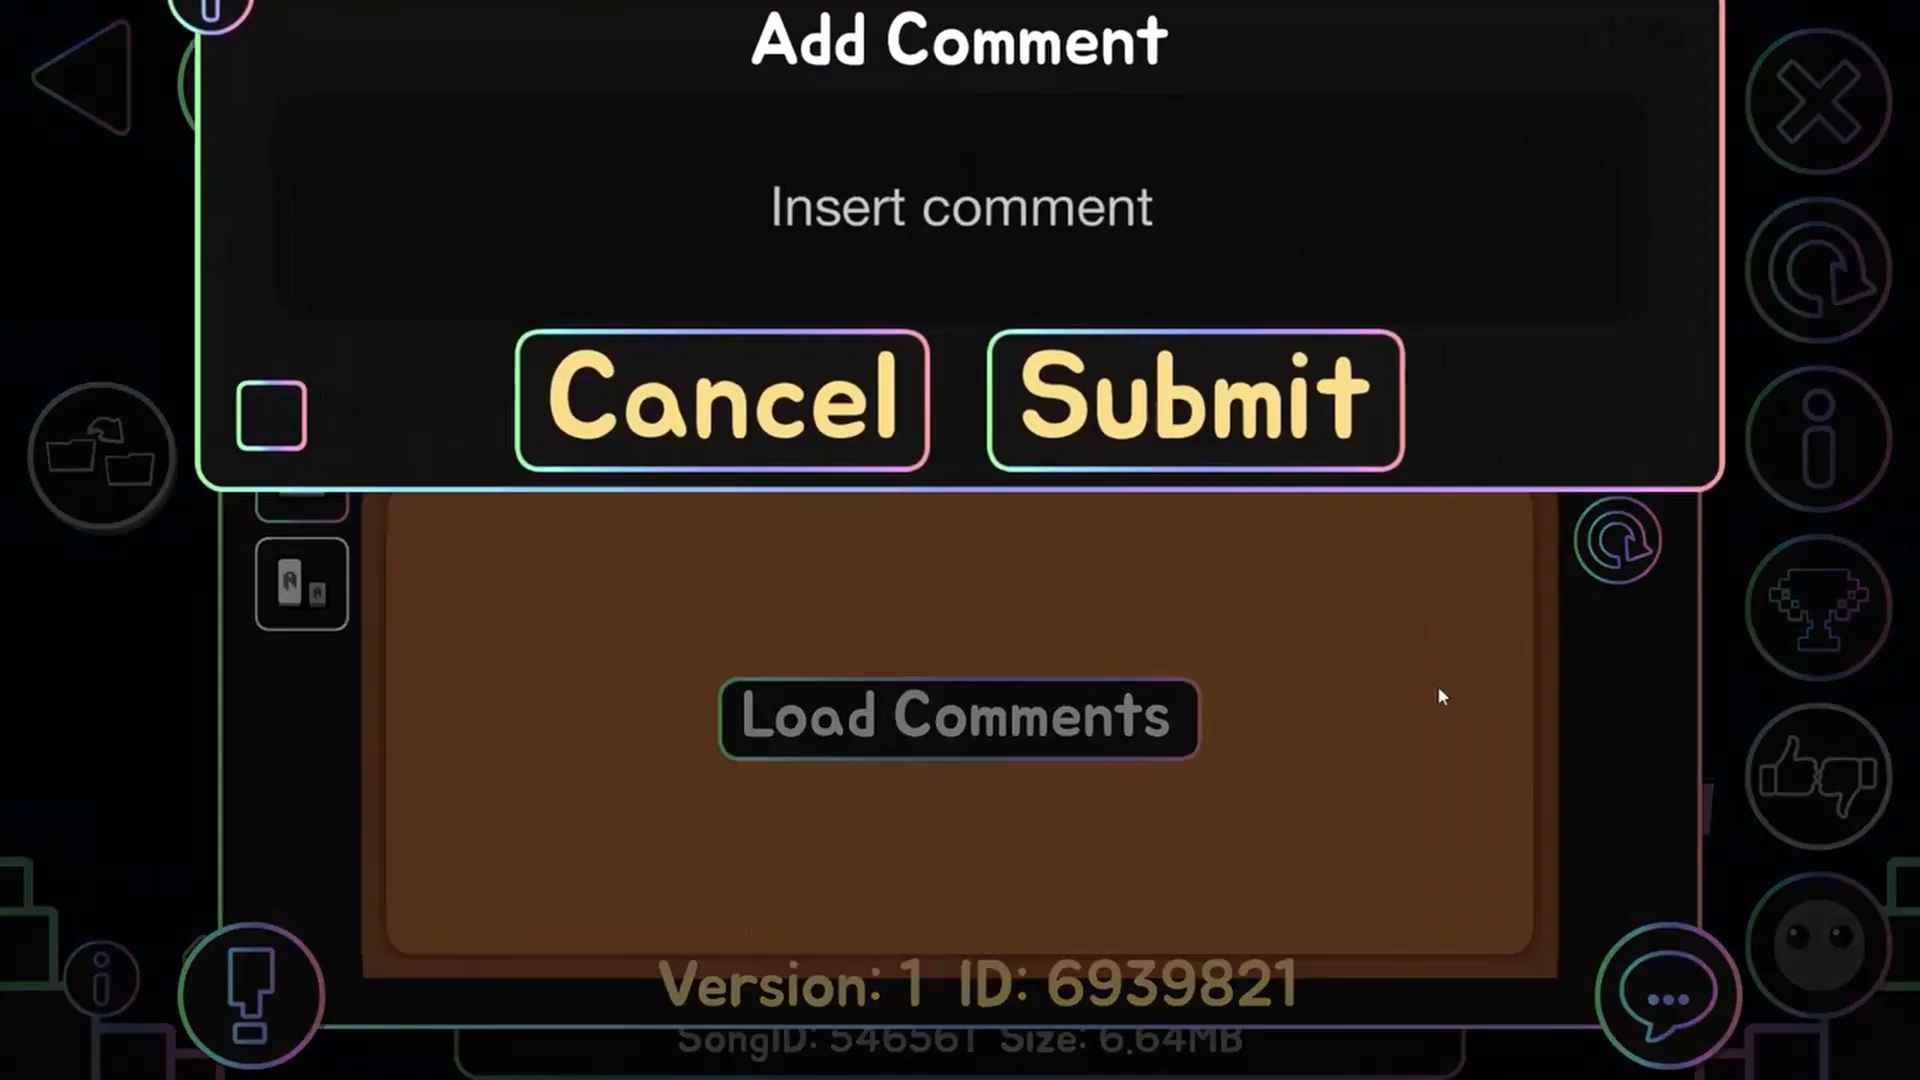 Add Comment
Insert comment
Cancel Submit
Load Comments
Version: 1 ID: 6939821
SongID: 546561 Size: 6.64MB